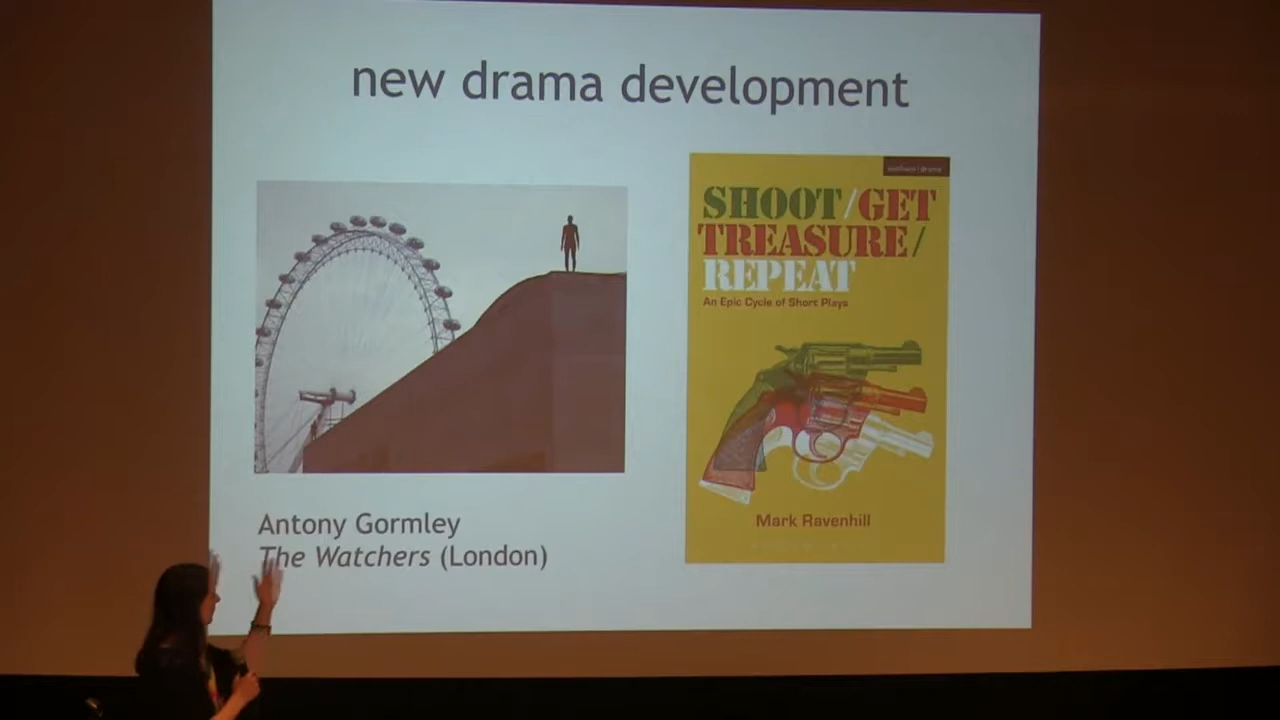 new drama development
SHOOT/GET
TREASURE/
REPEAT
An Epic Cycle of Short Plays
Mark Ravenhill
Antony Gormley
The Watchers (London)